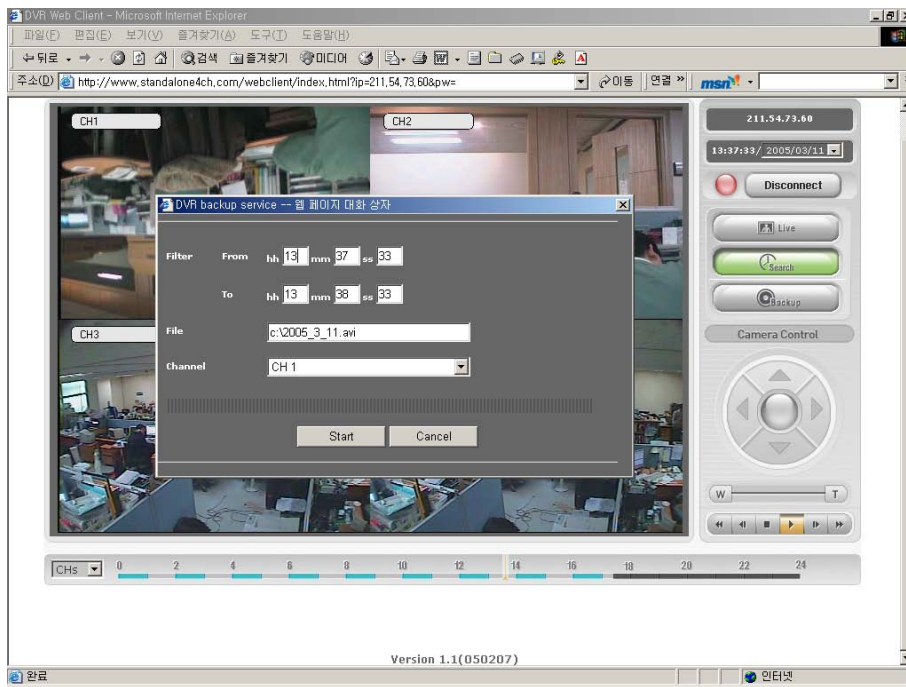 DVR Web Client - Microsoft Internet Explorer
파일(F) 편집(E) 보기(V) 즐겨찾기(A) 도구(T) 도움말(H)
뒤로 검색 즐겨찾기 미디어
주소(D) http://www.standalone4ch.com/webclient/index.html?ip=211.54.73.60&pw= 이동 연결 » msn
CH1
CH2
CH3
211.54.73.60
13:37:33/ 2005/03/11
Disconnect
Live
Search
Backup
Camera Control
W T
DVR backup service -- 웹 페이지 대화 상자
Filter From hh 13 mm 37 ss 33
To hh 13 mm 38 ss 33
File c:\2005_3_11.avi
Channel CH 1
Start Cancel
CHs 0 2 4 6 8 10 12 14 16 18 20 22 24
Version 1.1(050207)
완료 인터넷